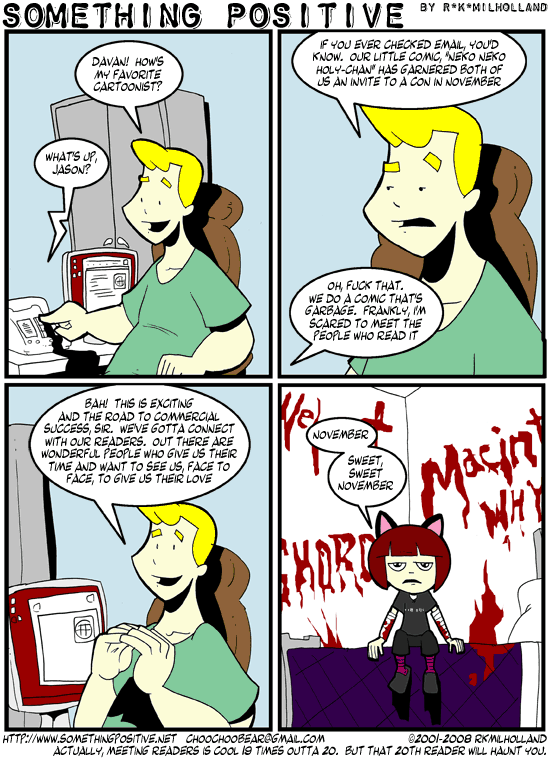 SOMETHING POSITIVE BY R*K*MILHOLLAND
DAVAN! HOW'S
MY FAVORITE
CARTOONIST?
WHAT'S UP,
JASON?
IF YOU EVER CHECKED EMAIL, YOU'D
KNOW. OUR LITTLE COMIC, "NEKO NEKO
HOLY-CHAN" HAS GARNERED BOTH OF
US AN INVITE TO A CON IN NOVEMBER
OH, FUCK THAT.
WE DO A COMIC THAT'S
GARBAGE. FRANKLY, I'M
SCARED TO MEET THE
PEOPLE WHO READ IT
BAH! THIS IS EXCITING
AND THE ROAD TO COMMERCIAL
SUCCESS, SIR. WE'VE GOTTA CONNECT
WITH OUR READERS. OUT THERE ARE
WONDERFUL PEOPLE WHO GIVE US THEIR
TIME AND WANT TO SEE US, FACE TO
FACE, TO GIVE US THEIR LOVE
NOVEMBER
SWEET,
SWEET
NOVEMBER
Macint
WHY
HTTP://WWW.SOMETHINGPOSITIVE.NET CHOOCHOOBEAR@GMAIL.COM ©2001-2008 RKMILHOLLAND
ACTUALLY, MEETING READERS IS COOL 19 TIMES OUTTA 20. BUT THAT 20TH READER WILL HAUNT YOU.